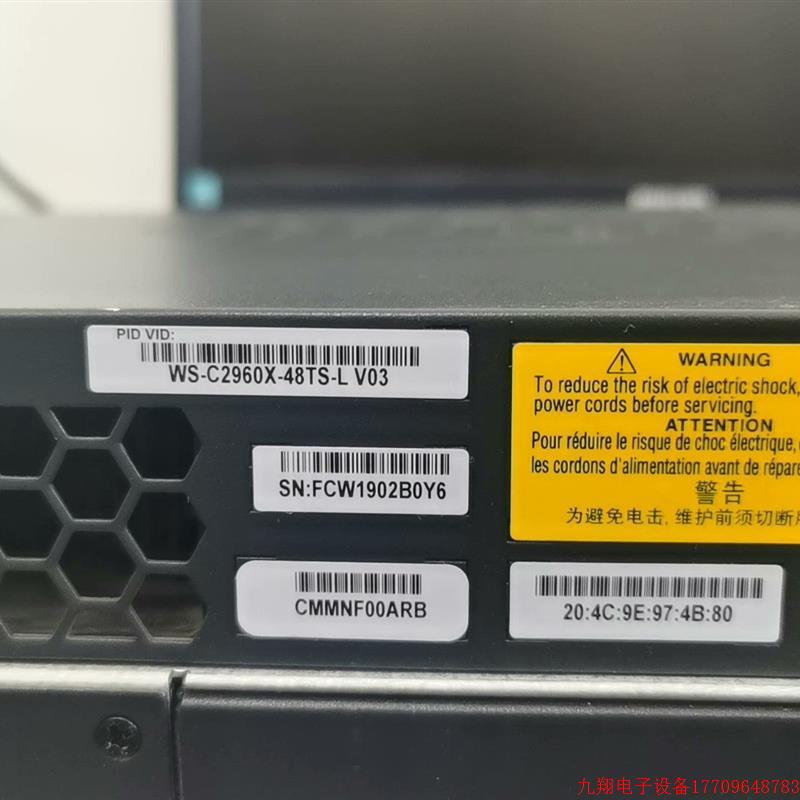 PID VID:
WS-C2960X-48TS-L V03
WARNING
To reduce the risk of electric shock,
power cords before servicing.
ATTENTION
Pour réduire le risque de choc électrique,
les cordons d'alimentation avant de répare
警告
为避免电击, 维护前须切断
SN:FCW1902B0Y6
CMMNF00ARB
20:4C:9E:97:4B:80
九翔电子设备17709648783